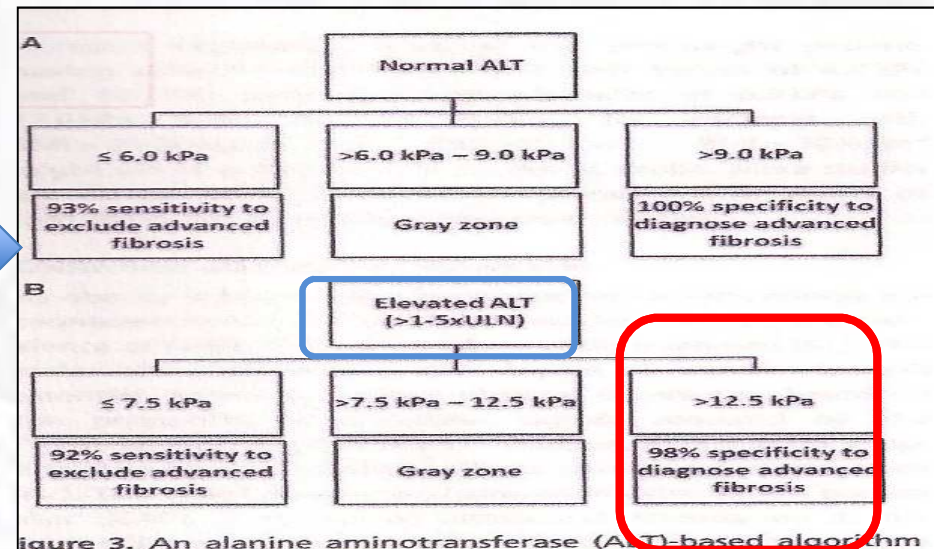 A
Normal ALT
≤ 6.0 kPa
>6.0 kPa – 9.0 kPa
>9.0 kPa
93% sensitivity to
exclude advanced
fibrosis
Gray zone
100% specificity to
diagnose advanced
fibrosis
B
Elevated ALT
(>1-5xULN)
≤ 7.5 kPa
>7.5 kPa - 12.5 kPa
>12.5 kPa
92% sensitivity to
exclude advanced
fibrosis
Gray zone
98% specificity to
diagnose advanced
fibrosis
igure 3. An alanine aminotransferase (ALT)-based algorithm